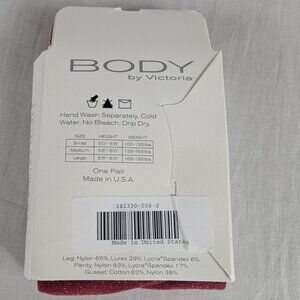 BODY
by Victoria
Hand Wash Separately, Cold
Water. No Bleach. Drip Dry.
SIZE HEIGHT WEIGHT
Small 5'0"-5'6" 100-135lbs.
Medium 5'6"-6'0" 135-165lbs.
Large 5'6"-6'0" 165-195lbs.
One Pair.
Made in U.S.A.
142330-036-S
Made in United States
Leg: Nylon 65%, Lurex 29%, Lycra Spandex 6%
Panty: Nylon 83%, Lycra Spandex 17%
Gusset: Cotton 62%, Nylon 38%